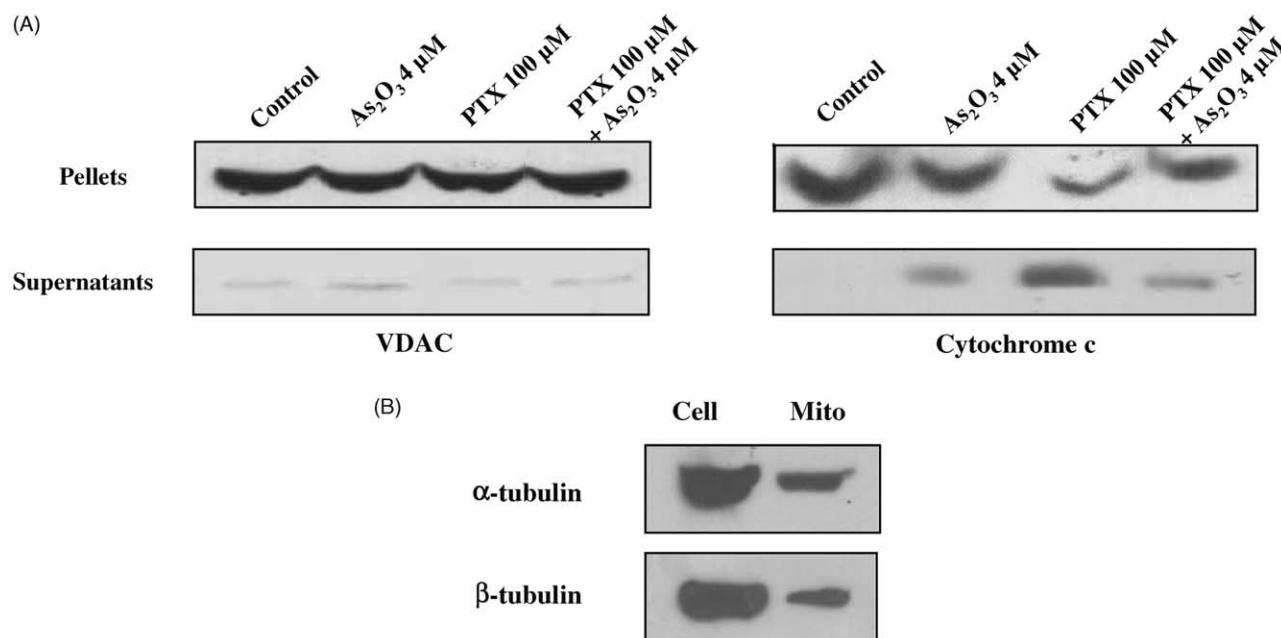 (A)
Control As₂O₃ 4 μM PTX 100 μM PTX 100 μM
+ As₂O₃ 4 μM
Control As₂O₃ 4 μM PTX 100 μM PTX 100 μM
+ As₂O₃ 4 μM
Pellets
Supernatants
VDAC Cytochrome c
(B)
Cell Mito
α-tubulin
β-tubulin